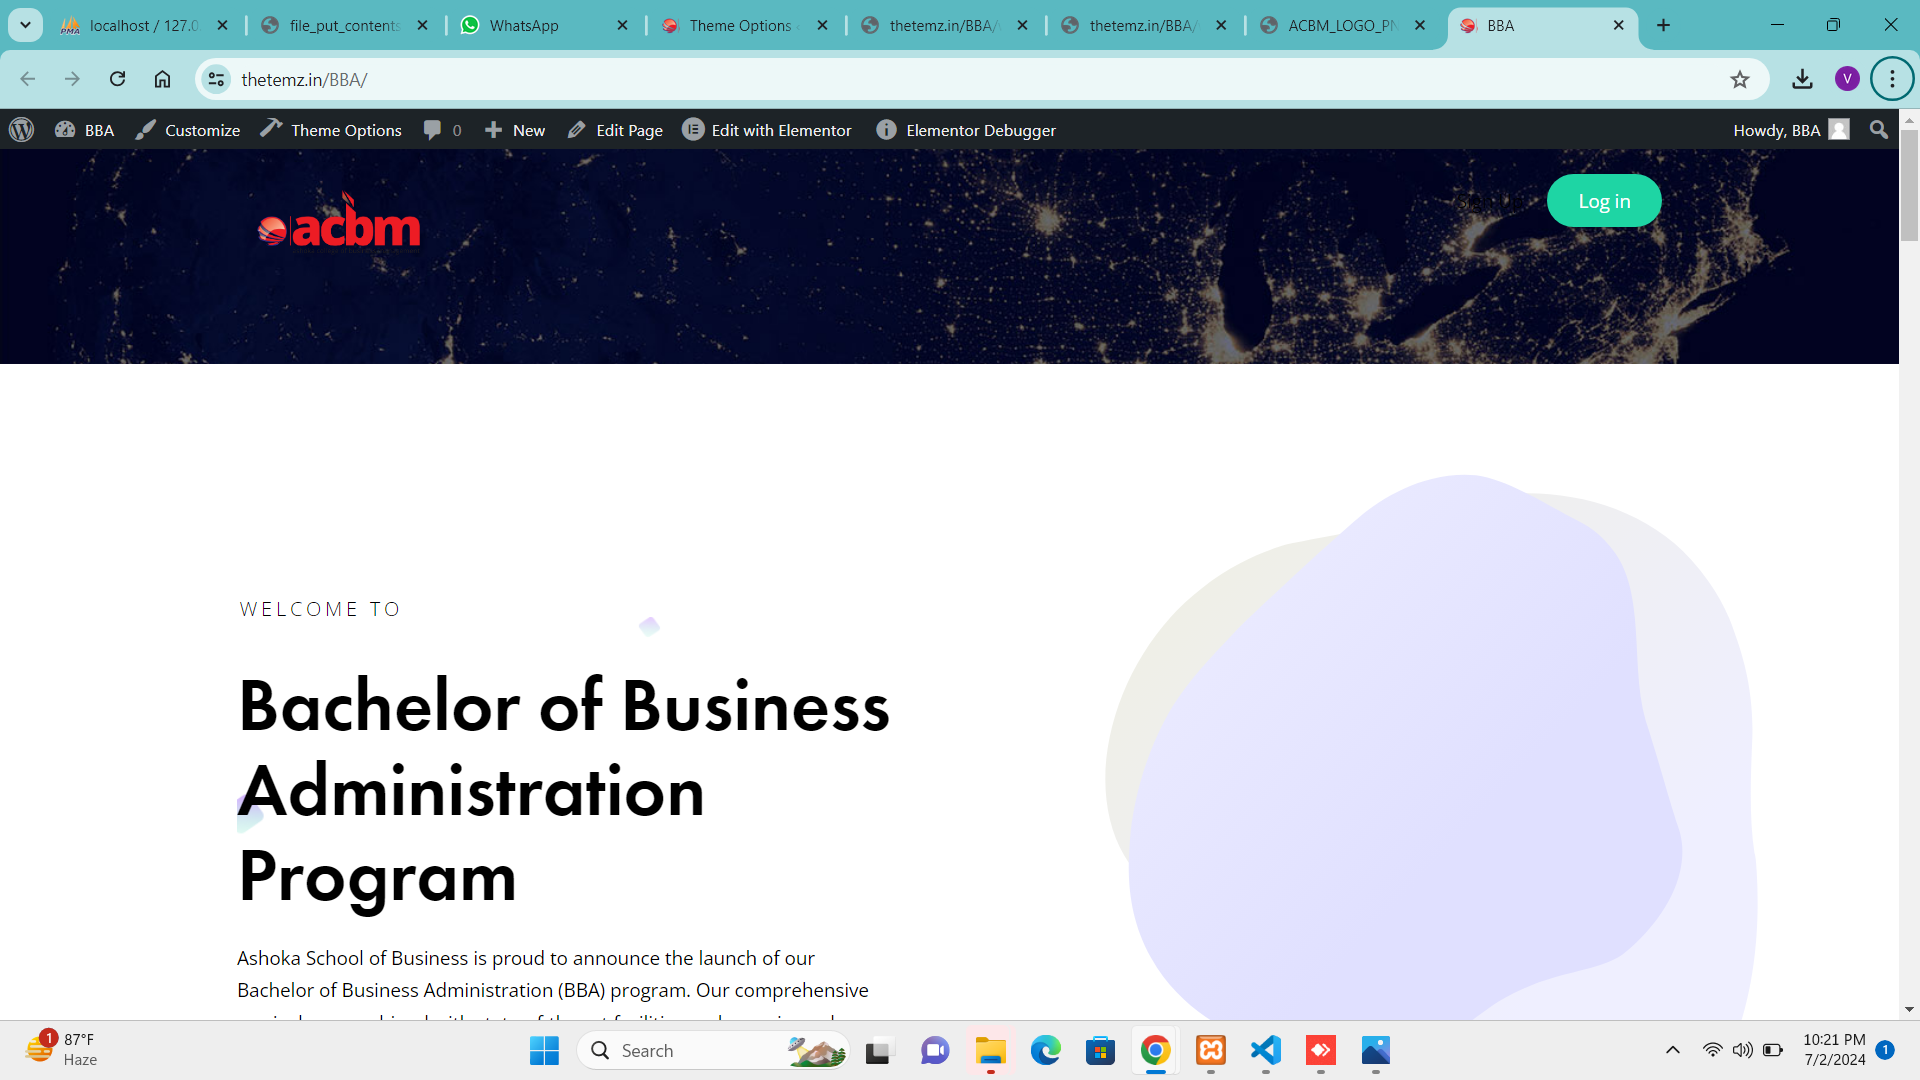 localhost / 127.0.
file_put_contents
WhatsApp
Theme Options
thetemz.in/BBA/
thetemz.in/BBA/
ACBM_LOGO_PN
BBA
thetemz.in/BBA/
V
BBA
Customize
Theme Options
0
New
Edit Page
Edit with Elementor
Elementor Debugger
Howdy, BBA
acbm
Log in
WELCOME TO
Bachelor of Business
Administration
Program
Ashoka School of Business is proud to announce the launch of our
Bachelor of Business Administration (BBA) program. Our comprehensive
1
87°F
Haze
Search
10:21 PM
7/2/2024
1